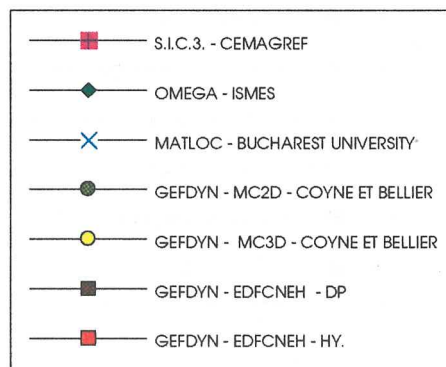 S.I.C.3. - CEMAGREF
OMEGA - ISMES
MATLOC - BUCHAREST UNIVERSITY
GEFDYN - MC2D - COYNE ET BELLIER
GEFDYN - MC3D - COYNE ET BELLIER
GEFDYN - EDFCNEH - DP
GEFDYN - EDFCNEH - HY.